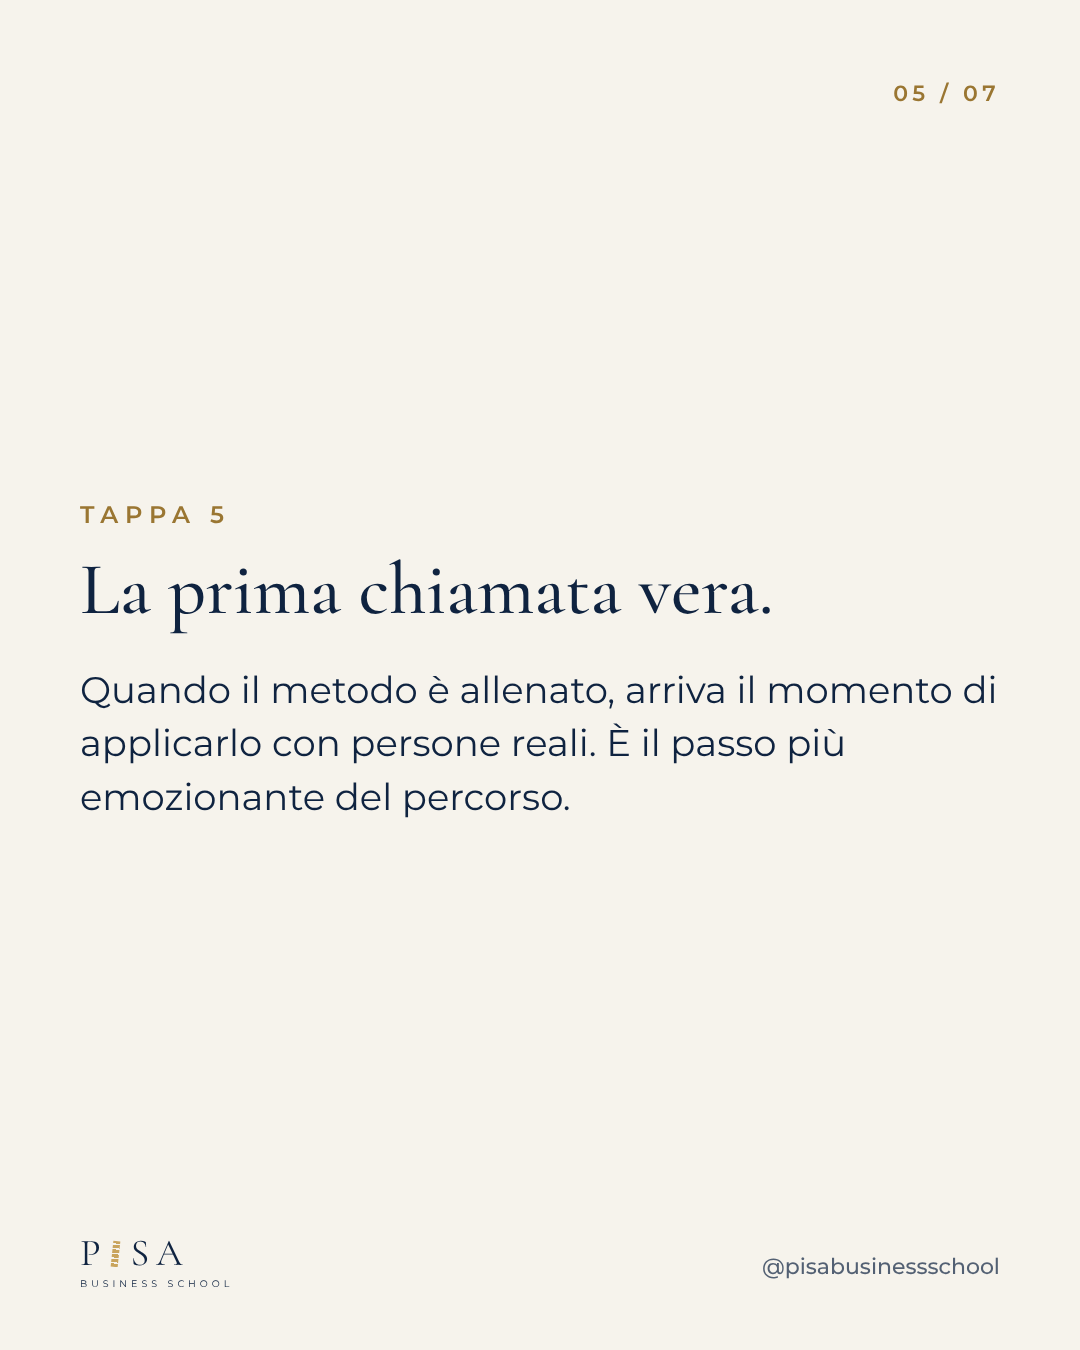 05 / 07
TAPPA 5
La prima chiamata vera.
Quando il metodo è allenato, arriva il momento di
applicarlo con persone reali. È il passo più
emozionante del percorso.
PISA
BUSINESS SCHOOL
@pisabusinessschool